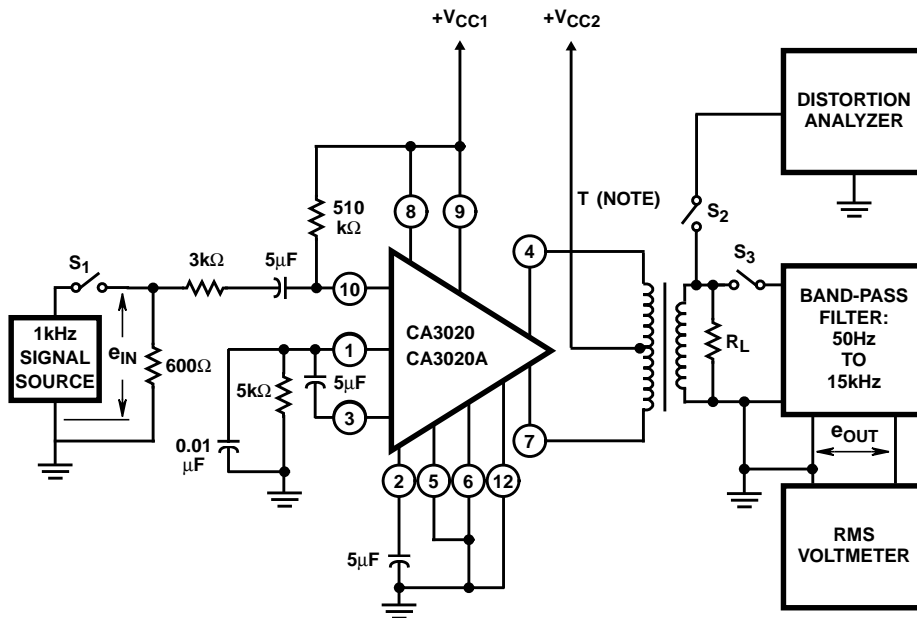 +VCC1
+VCC2
DISTORTION
ANALYZER
T (NOTE)
S2
S3
510
kΩ
8
9
4
S1
3kΩ
5μF
10
1kHz
SIGNAL
SOURCE
eIN
600Ω
CA3020
CA3020A
1
5kΩ
5μF
3
0.01
μF
7
RL
BAND-PASS
FILTER:
50Hz
TO
15kHz
2
5
6
12
5μF
eOUT
RMS
VOLTMETER